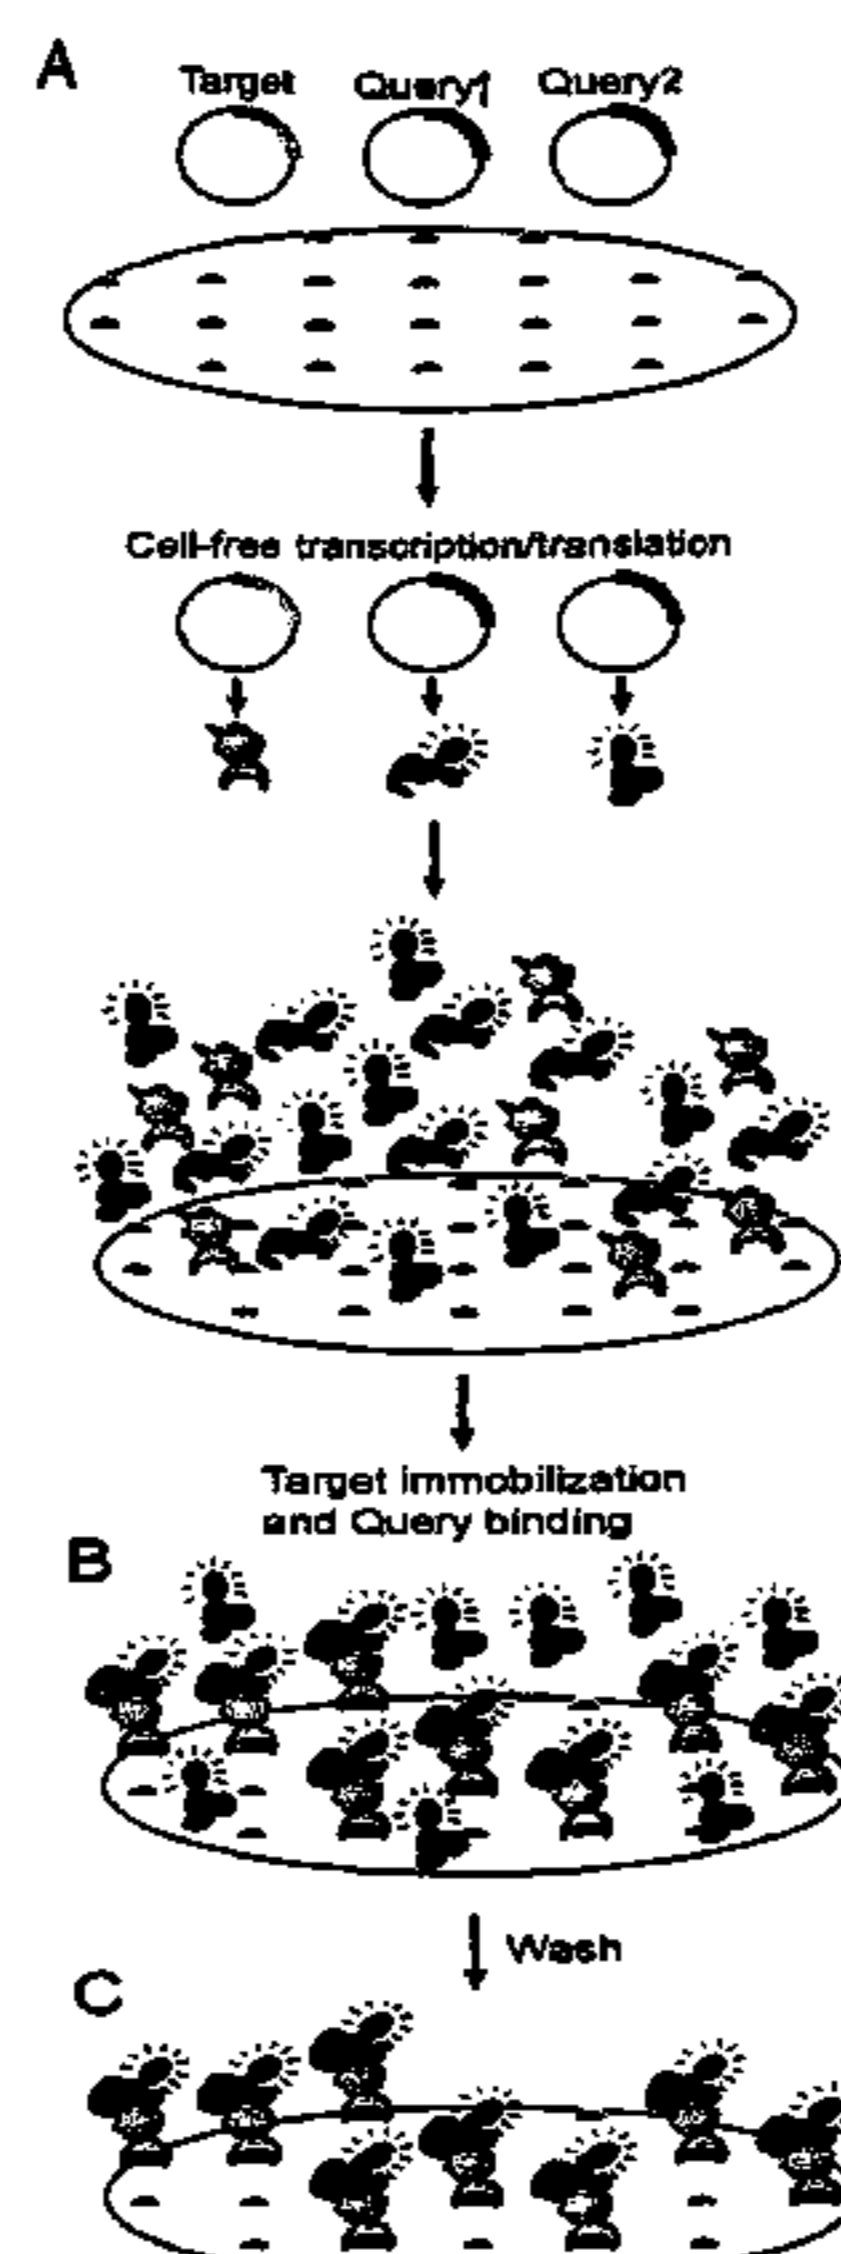 A
Target Query1 Query2
Cell-free transcription/translation
Target immobilization
and Query binding
B
Wash
C